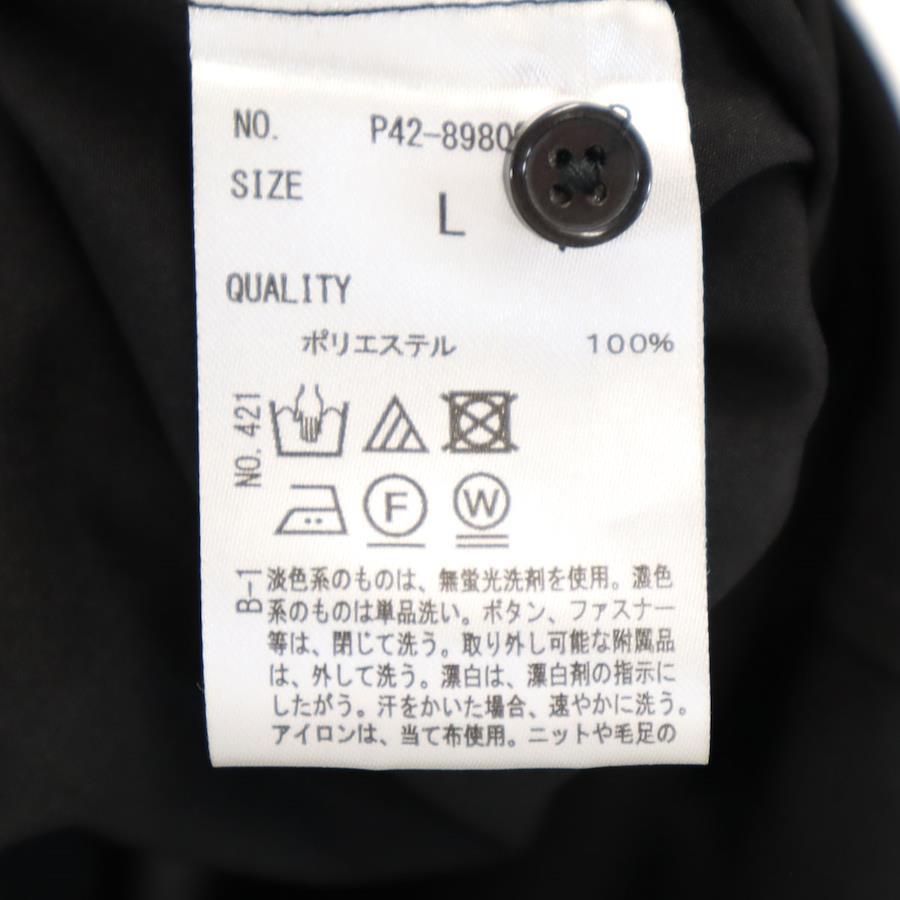 NO. P42-8980
SIZE
L
QUALITY
ポリエステル 100%
NO. 421
F W
B-1
淡色系のものは、無蛍光洗剤を使用。濃色
系のものは単品洗い。ボタン、ファスナー
等は、閉じて洗う。取り外し可能な附属品
は、外して洗う。漂白は、漂白剤の指示に
したがう。汗をかいた場合、速やかに洗う。
アイロンは、当て布使用。ニットや毛足の